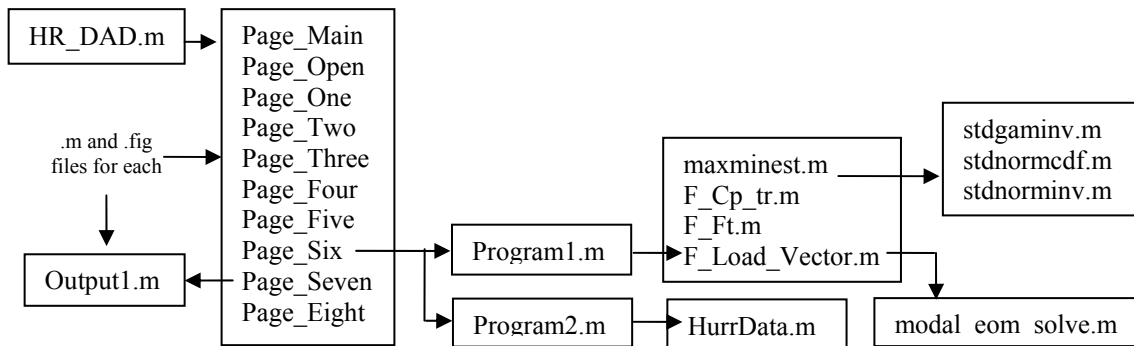 HR_DAD.m
.m and .fig
files for each
Output1.m
Page_Main
Page_Open
Page_One
Page_Two
Page_Three
Page_Four
Page_Five
Page_Six
Page_Seven
Page_Eight
Program1.m
Program2.m
maxminest.m
F_Cp_tr.m
F_Ft.m
F_Load_Vector.m
HurrData.m
stdgaminv.m
stdnormcdf.m
stdnorminv.m
modal_eom_solve.m